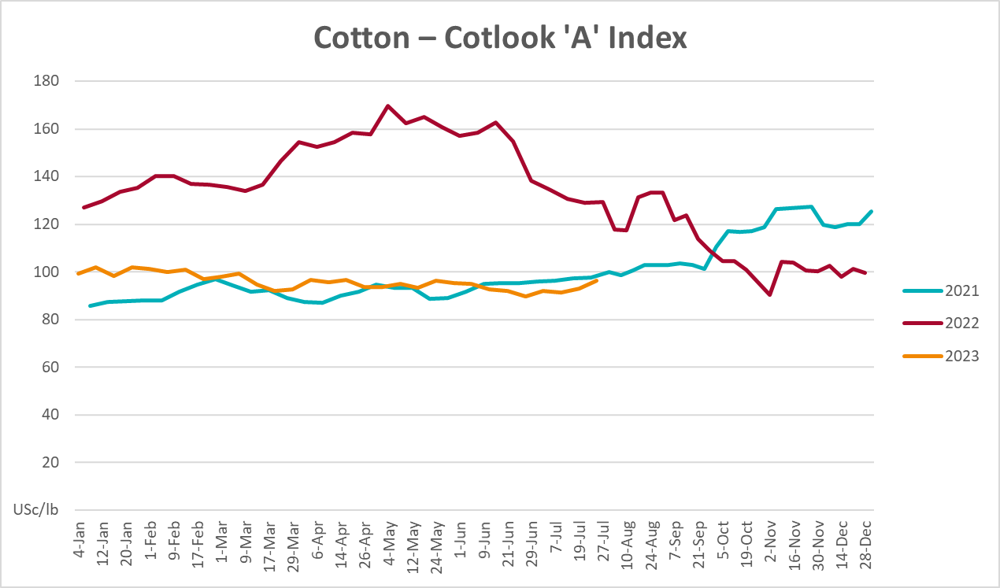 Cotton – Cotlook 'A' Index
180
160
140
120
100
80
60
40
20
USc/lb
4-Jan
12-Jan
20-Jan
1-Feb
9-Feb
17-Feb
1-Mar
9-Mar
17-Mar
29-Mar
6-Apr
14-Apr
26-Apr
4-May
12-May
24-May
1-Jun
9-Jun
21-Jun
29-Jun
7-Jul
19-Jul
27-Jul
10-Aug
24-Aug
7-Sep
21-Sep
5-Oct
19-Oct
2-Nov
16-Nov
30-Nov
14-Dec
28-Dec
2021
2022
2023